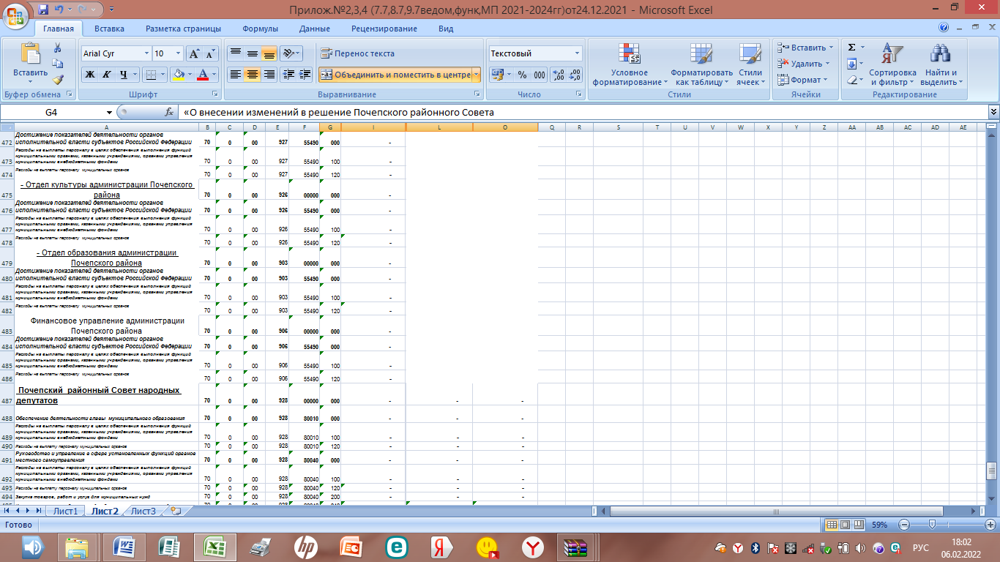 Прилож.№2,3,4 (7.7,8.7,9.7ведом,функ,МП 2021-2024гг)от24.12.2021 - Microsoft Excel
Главная Вставка Разметка страницы Формулы Данные Рецензирование Вид
Вставить
Буфер обмена
Arial Cyr 10
Ж К Ч
Шрифт
Перенос текста
Объединить и поместить в центре
Выравнивание
Текстовый
% 000
Число
Условное форматирование
Форматировать как таблицу
Стили ячеек
Стили
Вставить
Удалить
Формат
Ячейки
Σ
Сортировка и фильтр
Найти и выделить
Редактирование
G4 fx «О внесении изменений в решение Почепского районного Совета
A B C D E F G I L O Q R S T U V W X Y Z AA AB AC AD AE
Достижение показателей деятельности органов
472 исполнительной власти субъектов Российской Федерации 70 0 00 927 55490 000 -
Расходы на выплаты персоналу в целях обеспечения выполнения функций
муниципальными органами, казенными учреждениями, органами управления
473 муниципальными внебюджетными фондами 70 0 00 927 55490 100 -
Расходы на выплаты персоналу муниципальных органов
474 70 0 00 927 55490 120 -
- Отдел культуры администрации Почепского
475 района 70 0 00 926 00000 000 -
Достижение показателей деятельности органов
476 исполнительной власти субъектов Российской Федерации 70 0 00 926 55490 000 -
Расходы на выплаты персоналу в целях обеспечения выполнения функций
муниципальными органами, казенными учреждениями, органами управления
477 муниципальными внебюджетными фондами 70 0 00 926 55490 100 -
Расходы на выплаты персоналу муниципальных органов
478 70 0 00 926 55490 120 -
- Отдел образования администрации
479 Почепского района 70 0 00 903 00000 000 -
Достижение показателей деятельности органов
480 исполнительной власти субъектов Российской Федерации 70 0 00 903 55490 000 -
Расходы на выплаты персоналу в целях обеспечения выполнения функций
муниципальными органами, казенными учреждениями, органами управления
481 муниципальными внебюджетными фондами 70 0 00 903 55490 100 -
Расходы на выплаты персоналу муниципальных органов
482 70 0 00 903 55490 120 -
Финансовое управление администрации
483 Почепского района 70 0 00 906 00000 000 -
Достижение показателей деятельности органов
484 исполнительной власти субъектов Российской Федерации 70 0 00 906 55490 000 -
Расходы на выплаты персоналу в целях обеспечения выполнения функций
муниципальными органами, казенными учреждениями, органами управления
485 муниципальными внебюджетными фондами 70 0 00 906 55490 100 -
Расходы на выплаты персоналу муниципальных органов
486 70 0 00 906 55490 120 -
Почепский районный Совет народных
487 депутатов 70 0 00 928 00000 000 - - -
488 Обеспечение деятельности главы муниципального образования 70 0 00 928 80010 000 - - -
Расходы на выплаты персоналу в целях обеспечения выполнения функций
муниципальными органами, казенными учреждениями, органами управления
489 муниципальными внебюджетными фондами 70 0 00 928 80010 100 - - -
490 Расходы на выплату персоналу муниципальных органов 70 0 00 928 80010 120 - - -
Руководство и управление в сфере установленных функций органов
491 местного самоуправления 70 0 00 928 80040 000 - - -
Расходы на выплаты персоналу в целях обеспечения выполнения функций
муниципальными органами, казенными учреждениями, органами управления
492 муниципальными внебюджетными фондами 70 0 00 928 80040 100 - - -
493 Расходы на выплату персоналу муниципальных органов 70 0 00 928 80040 120 - - -
494 Закупка товаров, работ и услуг для муниципальных нужд 70 0 00 928 80040 200 - - -
Лист1 Лист2 Лист3
Готово 59%
РУС 18:02
06.02.2022